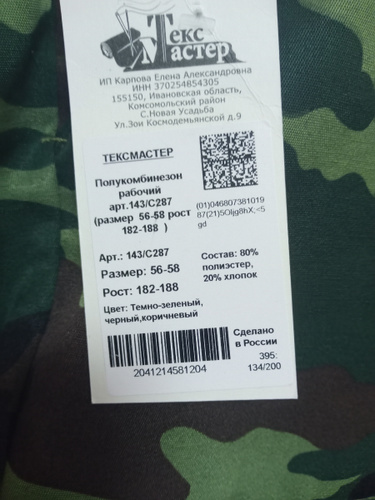 Текс
Мастер
ИП Карпова Елена Александровна
ИНН 370254854305
155150, Ивановская область,
Комсомольский район
С.Новая Усадьба
Ул.Зои Космодемьянской д.9
ТЕКСМАСТЕР
Полукомбинезон
рабочий
арт.143/С287
(размер 56-58 рост
182-188 )
(01)046807381019
87(21)5Oljg8hX;<5
gd
Арт.: 143/С287
Размер: 56-58
Рост: 182-188
Состав: 80%
полиэстер,
20% хлопок
Цвет: Темно-зеленый,
черный,коричневый
2041214581204
Сделано
в России
395:
134/200